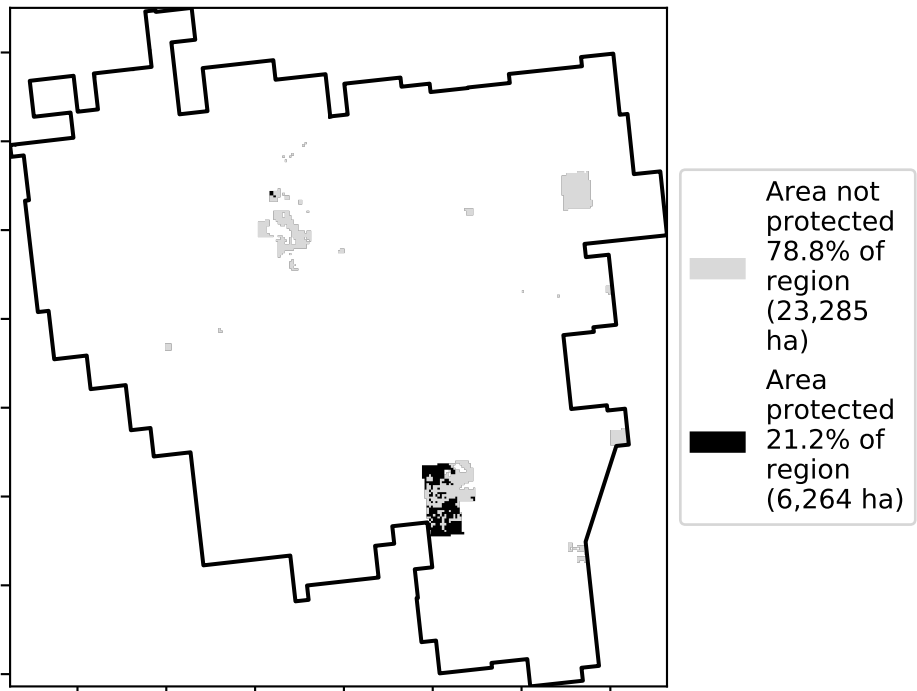 Area not
protected
78.8% of
region
(23,285
ha)
Area
protected
21.2% of
region
(6,264 ha)